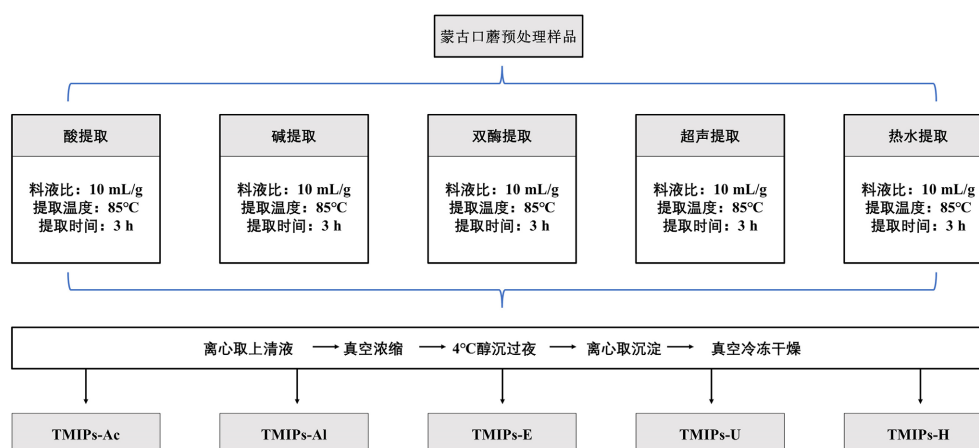 蒙古口蘑预处理样品
酸提取
料液比：10 mL/g
提取温度：85℃
提取时间：3 h
碱提取
料液比：10 mL/g
提取温度：85℃
提取时间：3 h
双酶提取
料液比：10 mL/g
提取温度：85℃
提取时间：3 h
超声提取
料液比：10 mL/g
提取温度：85℃
提取时间：3 h
热水提取
料液比：10 mL/g
提取温度：85℃
提取时间：3 h
离心取上清液 → 真空浓缩 → 4℃醇沉过夜 → 离心取沉淀 → 真空冷冻干燥
TMIPs-Ac
TMIPs-Al
TMIPs-E
TMIPs-U
TMIPs-H